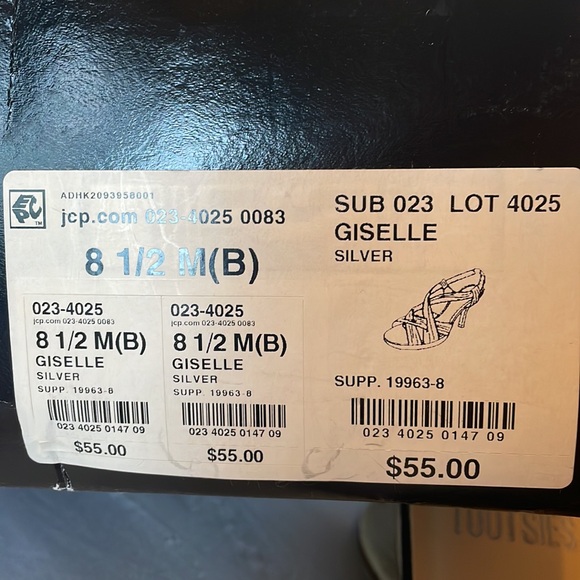 EPC TM
ADHK2093958001
jcp.com 023-4025 0083
8 1/2 M(B)
023-4025
jcp.com 023-4025 0083
8 1/2 M(B)
GISELLE
SILVER
SUPP. 19963-8
023 4025 0147 09
$55.00
023-4025
jcp.com 023-4025 0083
8 1/2 M(B)
GISELLE
SILVER
SUPP. 19963-8
023 4025 0147 09
$55.00
SUB 023 LOT 4025
GISELLE
SILVER
SUPP. 19963-8
023 4025 0147 09
$55.00
TOOTSIES